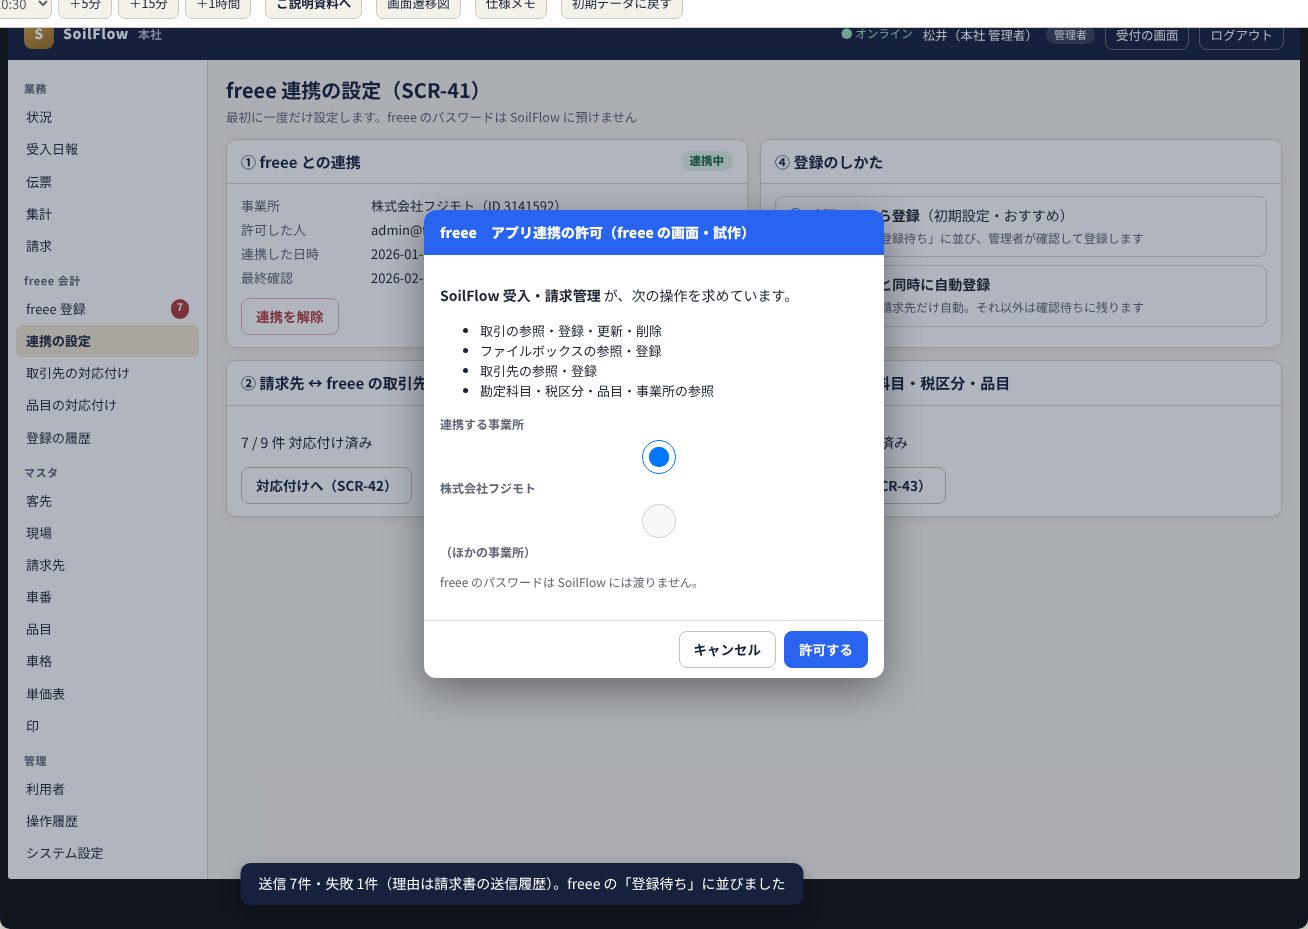 0:30
＋5分
＋15分
＋1時間
ご説明資料へ
画面遷移図
仕様メモ
初期データに戻す
S
SoilFlow 本社
オンライン
松井（本社 管理者）
管理者
受付の画面
ログアウト
業務
状況
受入日報
伝票
集計
請求
freee 会計
freee 登録
7
連携の設定
取引先の対応付け
品目の対応付け
登録の履歴
マスタ
客先
現場
請求先
車番
品目
車格
単価表
印
管理
利用者
操作履歴
システム設定
freee 連携の設定（SCR-41）
最初に一度だけ設定します。freee のパスワードは SoilFlow に預けません
① freee との連携
連携中
事業所 株式会社フジモト（ID 3141592）
許可した人 admin@
連携した日時 2026-01-
最終確認 2026-02-
連携を解除
④ 登録のしかた
ら登録（初期設定・おすすめ）
登録待ち」に並び、管理者が確認して登録します
と同時に自動登録
請求先だけ自動。それ以外は確認待ちに残ります
② 請求先 ↔ freee の取引先
7 / 9 件 対応付け済み
対応付けへ（SCR-42）
科目・税区分・品目
済み
CR-43）
freee アプリ連携の許可（freee の画面・試作）
SoilFlow 受入・請求管理 が、次の操作を求めています。
取引の参照・登録・更新・削除
ファイルボックスの参照・登録
取引先の参照・登録
勘定科目・税区分・品目・事業所の参照
連携する事業所
株式会社フジモト
（ほかの事業所）
freee のパスワードは SoilFlow には渡りません。
キャンセル
許可する
送信 7件・失敗 1件（理由は請求書の送信履歴）。freee の「登録待ち」に並びました